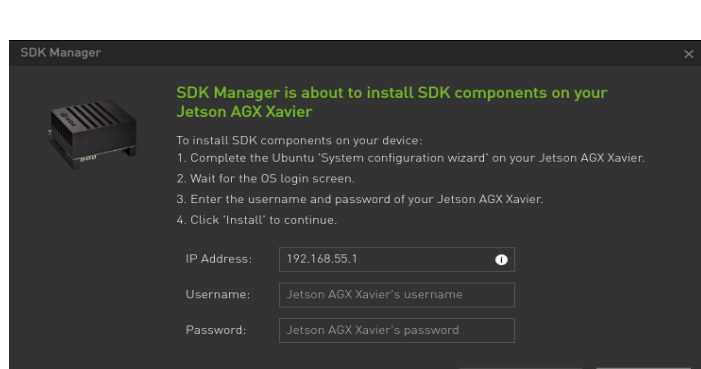 SDK Manager
SDK Manager is about to install SDK components on your
Jetson AGX Xavier
To install SDK components on your device:
1. Complete the Ubuntu 'System configuration wizard' on your Jetson AGX Xavier.
2. Wait for the OS login screen.
3. Enter the username and password of your Jetson AGX Xavier.
4. Click 'Install' to continue.
IP Address: 192.168.55.1
Username: Jetson AGX Xavier's username
Password: Jetson AGX Xavier's password